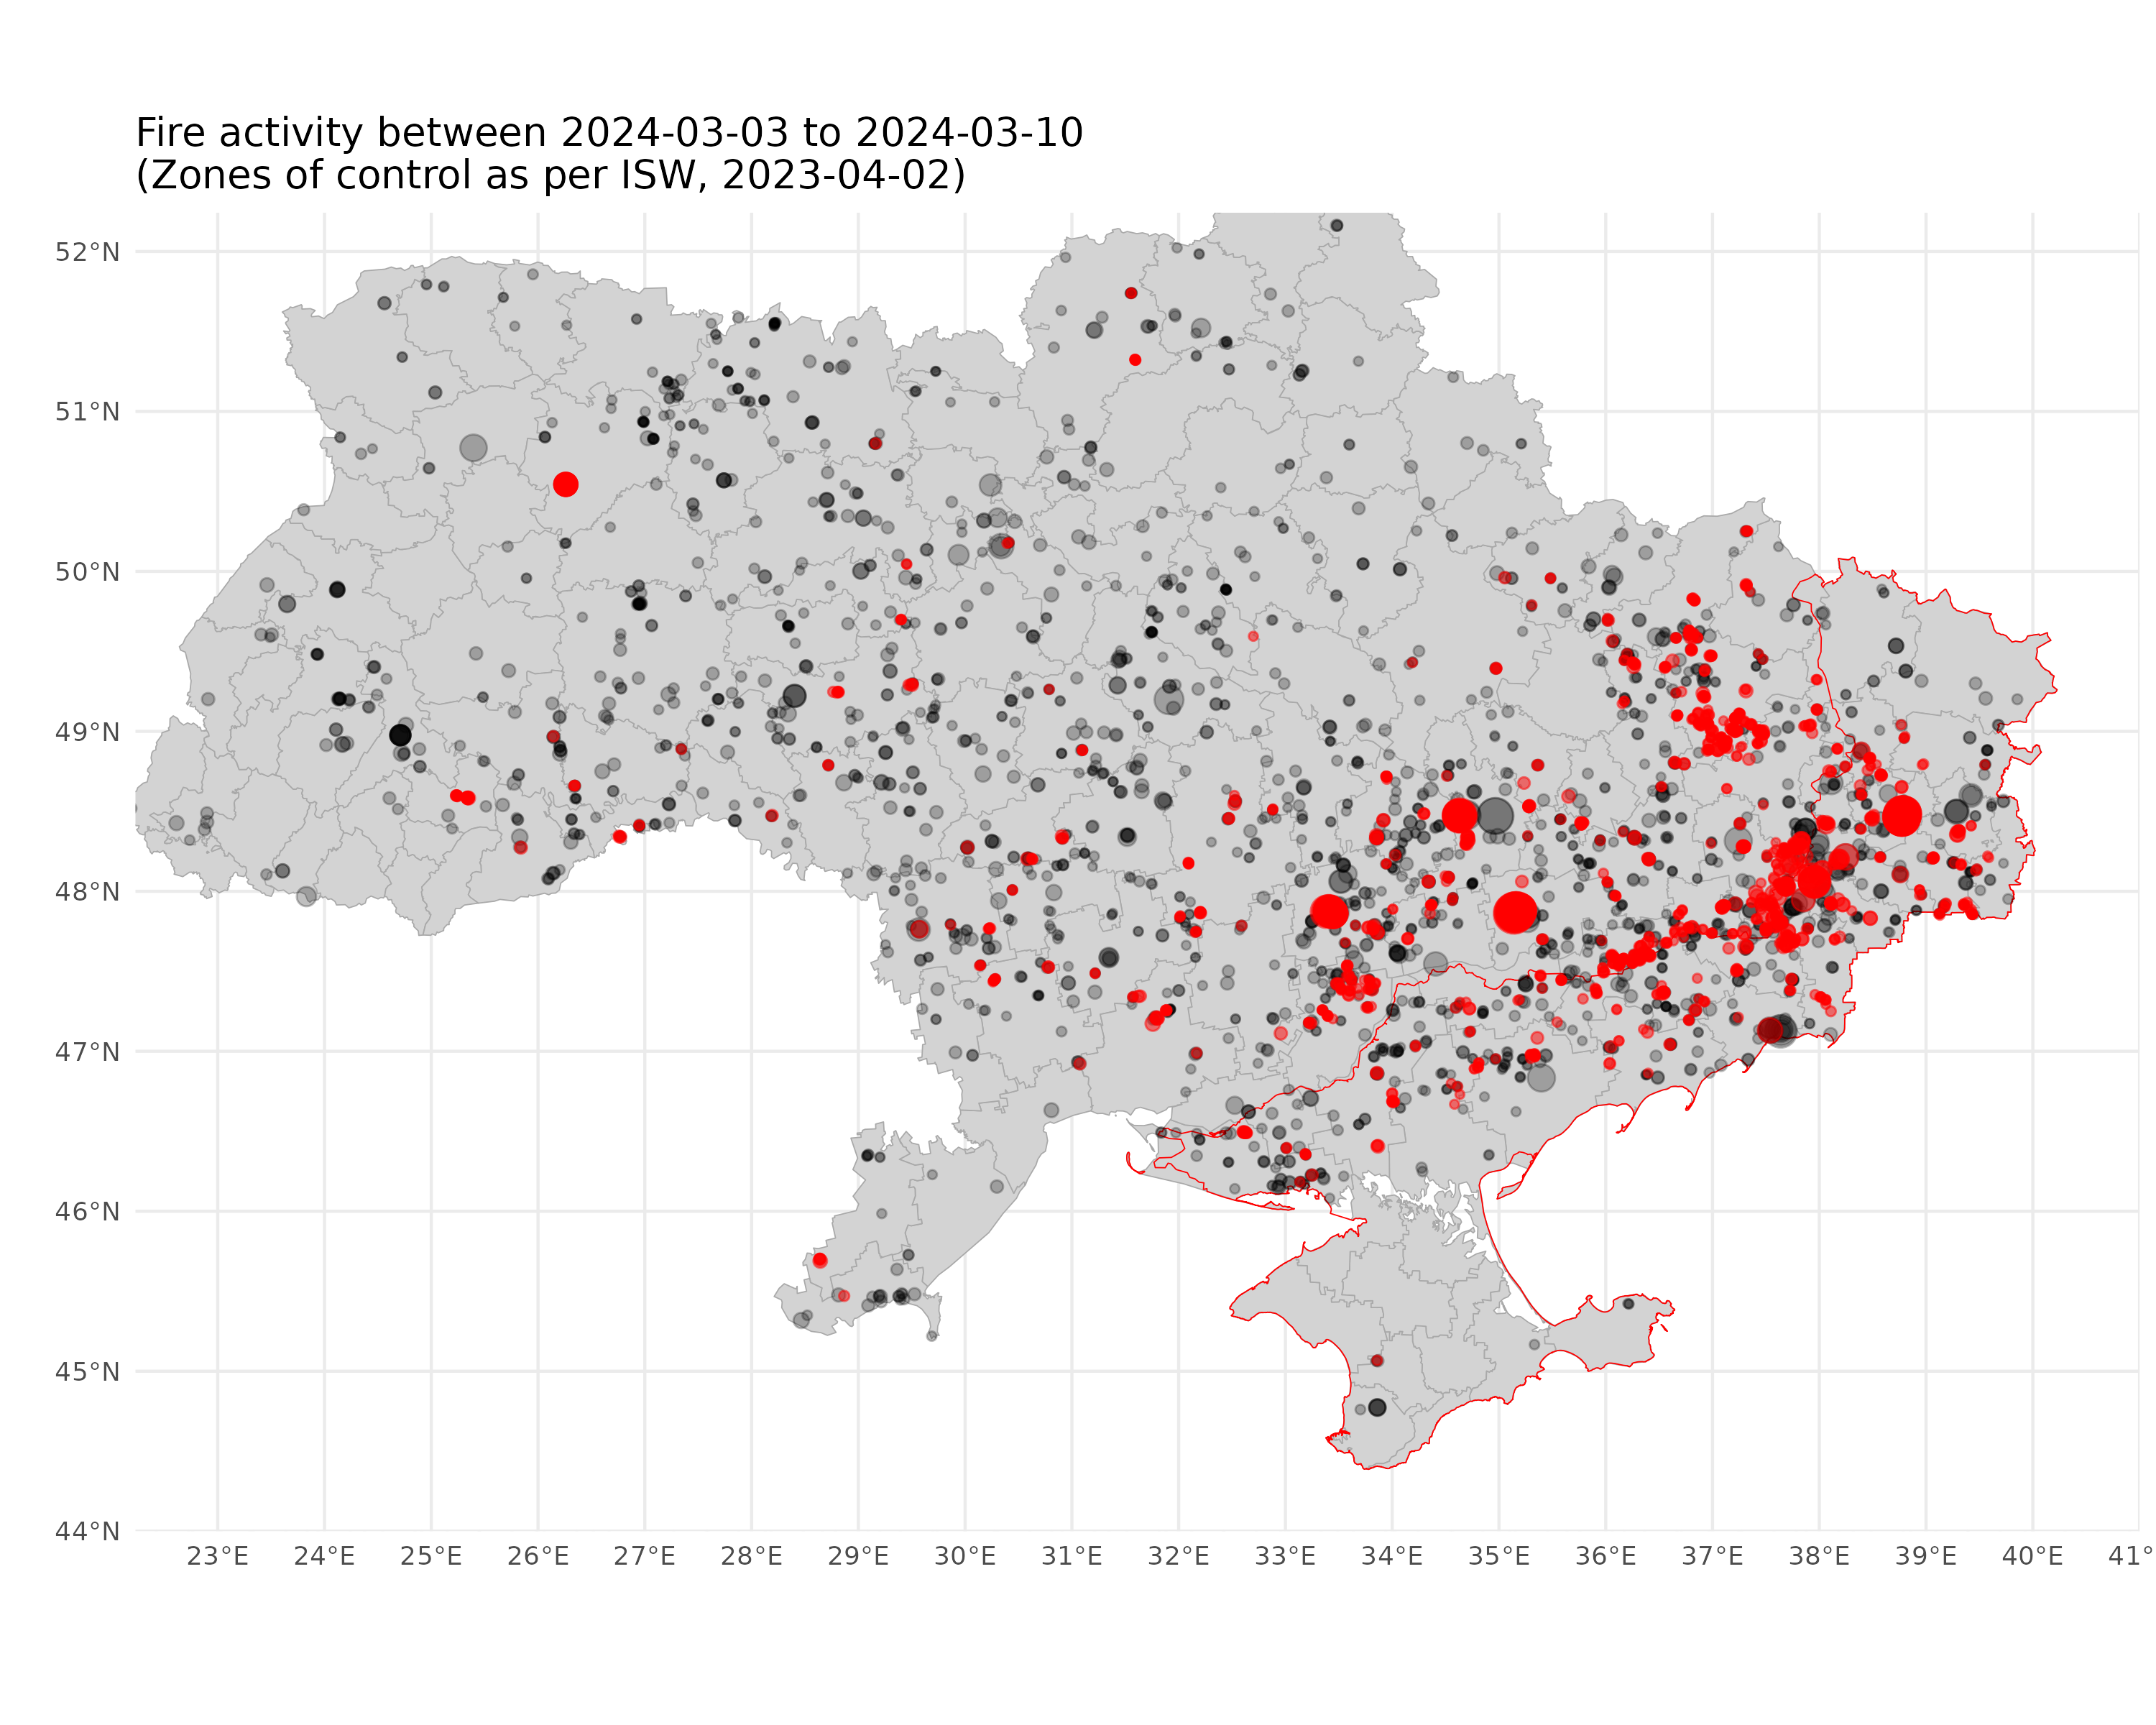 Fire activity between 2024-03-03 to 2024-03-10
(Zones of control as per ISW, 2023-04-02)
52°N
51°N
50°N
49°N
48°N
47°N
46°N
45°N
44°N
23°E 24°E 25°E 26°E 27°E 28°E 29°E 30°E 31°E 32°E 33°E 34°E 35°E 36°E 37°E 38°E 39°E 40°E 41°